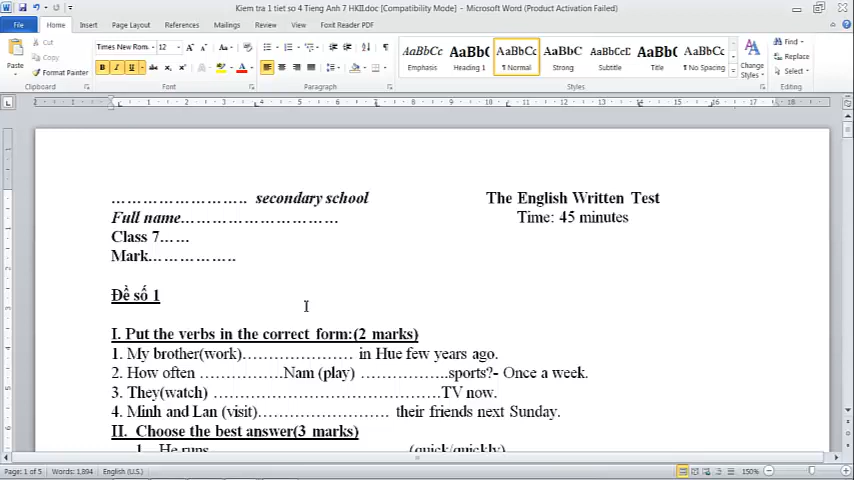 Kiem tra 1 tiet so 4 Tieng Anh 7 HKII.doc [Compatibility Mode] - Microsoft Word (Product Activation Failed)
File Home Insert Page Layout References Mailings Review View Foxit Reader PDF
Paste Cut Copy Format Painter
Clipboard
Times New Rom 12
B I U
Font
Paragraph
AaBbCc Emphasis
AaBb( Heading 1
AaBbCc ¶ Normal
AaBbC Strong
AaBbCcD Subtitle
AaBb( Title
AaBbCc ¶ No Spacing
Change Styles
Styles
Find
Replace
Select
Editing
…………………….. secondary school
The English Written Test
Full name…………………………
Time: 45 minutes
Class 7……
Mark……………..
Đề số 1
I. Put the verbs in the correct form:(2 marks)
1. My brother(work)………………… in Hue few years ago.
2. How often ……………..Nam (play) ……………..sports?- Once a week.
3. They(watch) …………………………………….TV now.
4. Minh and Lan (visit)…………………….. their friends next Sunday.
II. Choose the best answer(3 marks)
1. He runs (quick/quickly)
Page: 1 of 5 Words: 1,894 English (U.S.) 150%